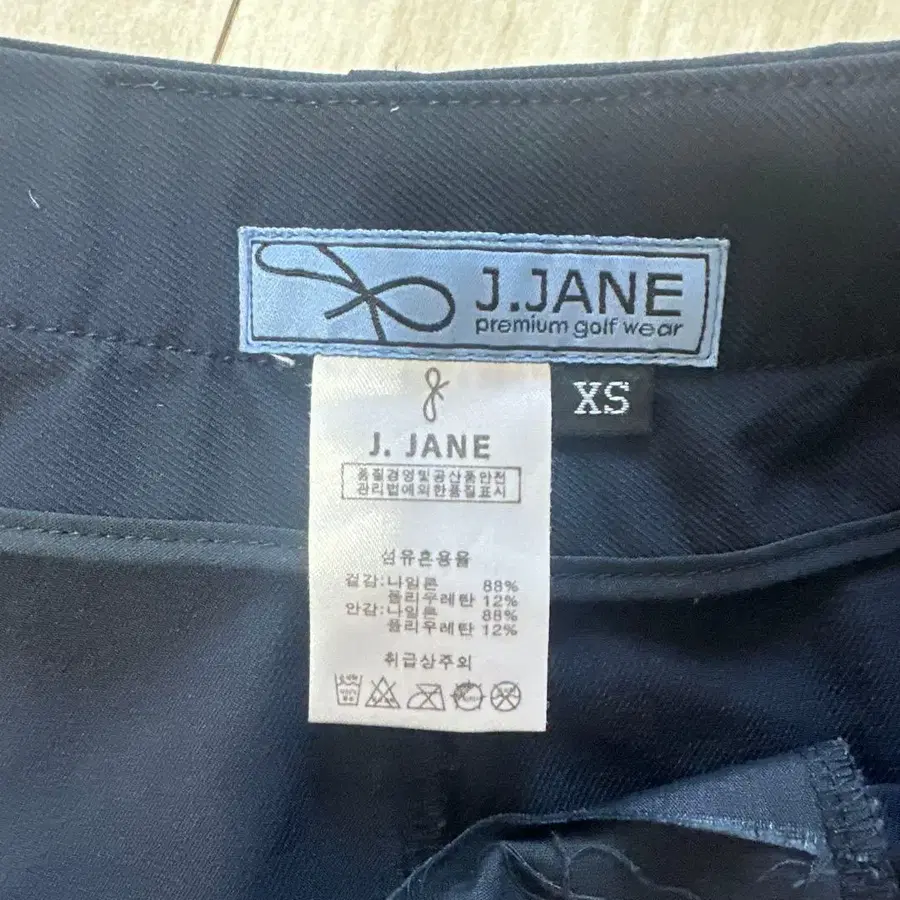 J.JANE
premium golf wear
XS
J. JANE
품질경영및공산품안전
관리법에의한품질표시
섬유혼용율
겉감:나일론 88%
폴리우레탄 12%
안감:나일론 88%
폴리우레탄 12%
취급상주의